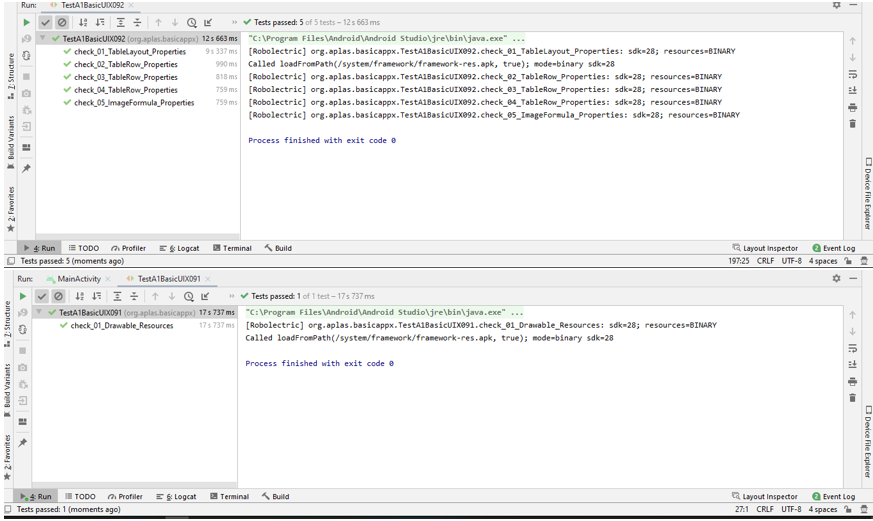 Run: TestA1BasicUIX092 ×
» Tests passed: 5 of 5 tests – 12 s 663 ms
TestA1BasicUIX092 (org.aplas.basicappx) 12 s 663 ms
check_01_TableLayout_Properties 9 s 337 ms
check_02_TableRow_Properties 990 ms
check_03_TableRow_Properties 818 ms
check_04_TableRow_Properties 759 ms
check_05_ImageFormula_Properties 759 ms
"C:\Program Files\Android\Android Studio\jre\bin\java.exe" ...
[Robolectric] org.aplas.basicappx.TestA1BasicUIX092.check_01_TableLayout_Properties: sdk=28; resources=BINARY
Called loadFromPath(/system/framework/framework-res.apk, true); mode=binary sdk=28
[Robolectric] org.aplas.basicappx.TestA1BasicUIX092.check_02_TableRow_Properties: sdk=28; resources=BINARY
[Robolectric] org.aplas.basicappx.TestA1BasicUIX092.check_03_TableRow_Properties: sdk=28; resources=BINARY
[Robolectric] org.aplas.basicappx.TestA1BasicUIX092.check_04_TableRow_Properties: sdk=28; resources=BINARY
[Robolectric] org.aplas.basicappx.TestA1BasicUIX092.check_05_ImageFormula_Properties: sdk=28; resources=BINARY
Process finished with exit code 0
7: Structure
Build Variants
2: Favorites
Device File Explorer
4: Run TODO Profiler 6: Logcat Terminal Build Layout Inspector 2 Event Log
Tests passed: 5 (moments ago) 197:25 CRLF UTF-8 4 spaces
Run: MainActivity × TestA1BasicUIX091 ×
» Tests passed: 1 of 1 test – 17 s 737 ms
TestA1BasicUIX091 (org.aplas.basicappx) 17 s 737 ms
check_01_Drawable_Resources 17 s 737 ms
"C:\Program Files\Android\Android Studio\jre\bin\java.exe" ...
[Robolectric] org.aplas.basicappx.TestA1BasicUIX091.check_01_Drawable_Resources: sdk=28; resources=BINARY
Called loadFromPath(/system/framework/framework-res.apk, true); mode=binary sdk=28
Process finished with exit code 0
7: Structure
Build Variants
2: Favorites
Device File Explorer
4: Run TODO Profiler 6: Logcat Terminal Build Layout Inspector 2 Event Log
Tests passed: 1 (moments ago) 27:1 CRLF UTF-8 4 spaces